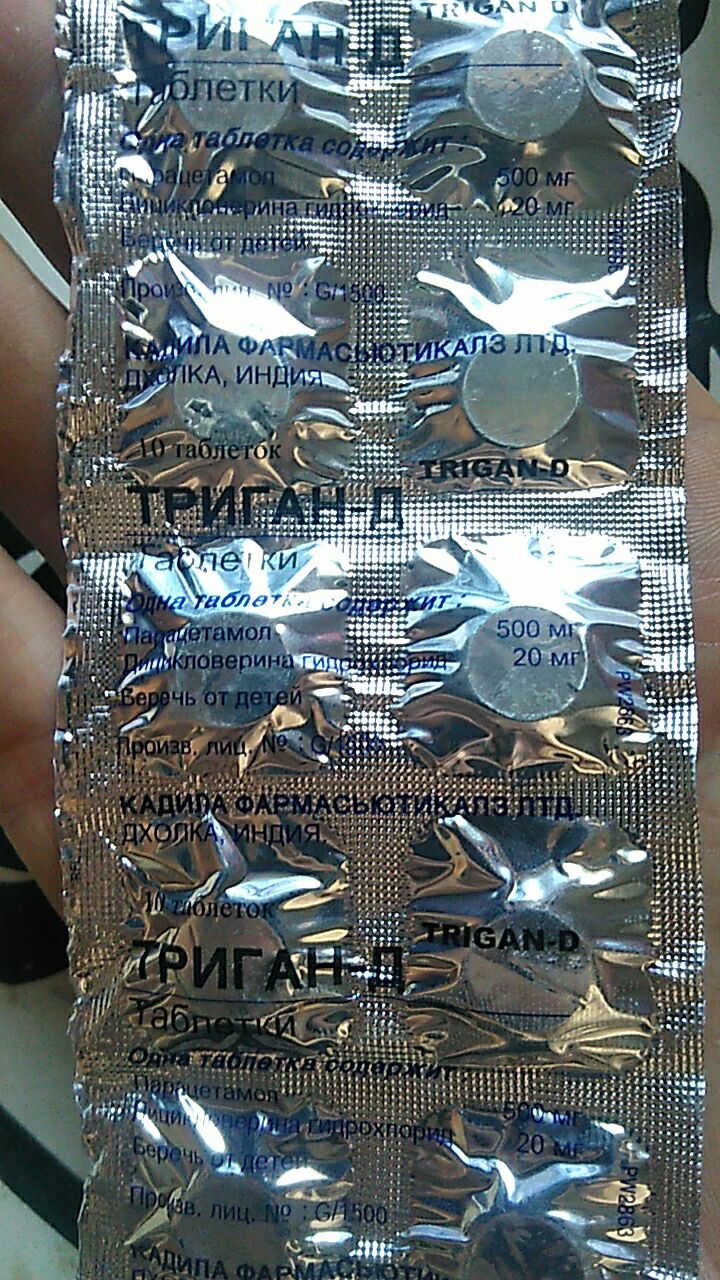 ТРИГАН-Д
TRIGAN D
Таблетки
Одна таблетка содержит:
Парацетамол 500 мг
Дицикловерина гидрохлорид 20 мг
Беречь от детей
Произв. лиц. № : G/1500
КАДИЛА ФАРМАСЬЮТИКАЛЗ ЛТД.
ДХОЛКА, ИНДИЯ.
10 таблеток
TRIGAN-D
ТРИГАН-Д
Таблетки
Одна таблетка содержит:
Парацетамол 500 мг
Дицикловерина гидрохлорид 20 мг
Беречь от детей
PW2863
Произв. лиц. № : G/1500
КАДИЛА ФАРМАСЬЮТИКАЛЗ ЛТД.
ДХОЛКА, ИНДИЯ.
10 таблеток
TRIGAN-D
ТРИГАН-Д
Таблетки
Одна таблетка содержит
Парацетамол 500 мг
Дицикловерина гидрохлорид 20 мг
Беречь от детей
PW2863
Произв. лиц. № : G/1500
КАДИЛА ФАРМАСЬЮТИКАЛЗ